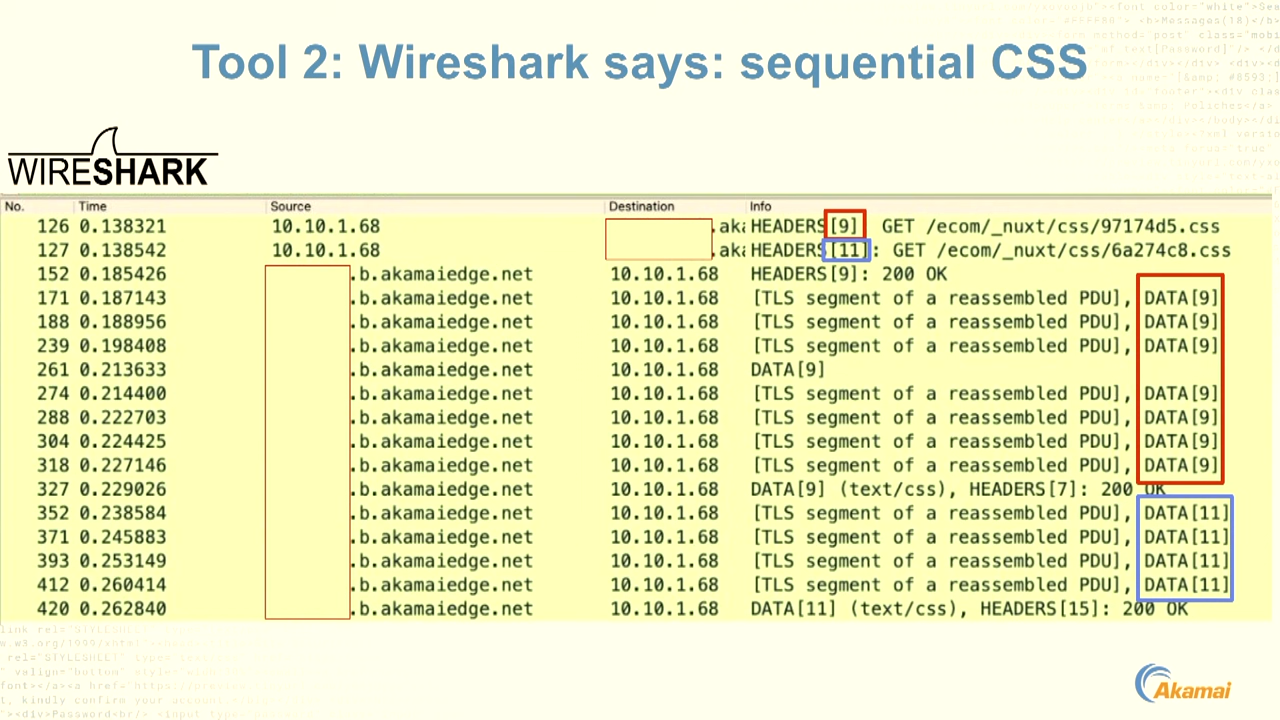 Tool 2: Wireshark says: sequential CSS
WIRESHARK
No. Time Source Destination Info
126 0.138321 10.10.1.68 .aka HEADERS[9] GET /ecom/_nuxt/css/97174d5.css
127 0.138542 10.10.1.68 .aka HEADERS[11]: GET /ecom/_nuxt/css/6a274c8.css
152 0.185426 .b.akamaiedge.net 10.10.1.68 HEADERS[9]: 200 OK
171 0.187143 .b.akamaiedge.net 10.10.1.68 [TLS segment of a reassembled PDU], DATA[9]
188 0.188956 .b.akamaiedge.net 10.10.1.68 [TLS segment of a reassembled PDU], DATA[9]
239 0.198408 .b.akamaiedge.net 10.10.1.68 [TLS segment of a reassembled PDU], DATA[9]
261 0.213633 .b.akamaiedge.net 10.10.1.68 DATA[9]
274 0.214400 .b.akamaiedge.net 10.10.1.68 [TLS segment of a reassembled PDU], DATA[9]
288 0.222703 .b.akamaiedge.net 10.10.1.68 [TLS segment of a reassembled PDU], DATA[9]
304 0.224425 .b.akamaiedge.net 10.10.1.68 [TLS segment of a reassembled PDU], DATA[9]
318 0.227146 .b.akamaiedge.net 10.10.1.68 [TLS segment of a reassembled PDU], DATA[9]
327 0.229026 .b.akamaiedge.net 10.10.1.68 DATA[9] (text/css), HEADERS[7]: 200 OK
352 0.238584 .b.akamaiedge.net 10.10.1.68 [TLS segment of a reassembled PDU], DATA[11]
371 0.245883 .b.akamaiedge.net 10.10.1.68 [TLS segment of a reassembled PDU], DATA[11]
393 0.253149 .b.akamaiedge.net 10.10.1.68 [TLS segment of a reassembled PDU], DATA[11]
412 0.260414 .b.akamaiedge.net 10.10.1.68 [TLS segment of a reassembled PDU], DATA[11]
420 0.262840 .b.akamaiedge.net 10.10.1.68 DATA[11] (text/css), HEADERS[15]: 200 OK
Akamai